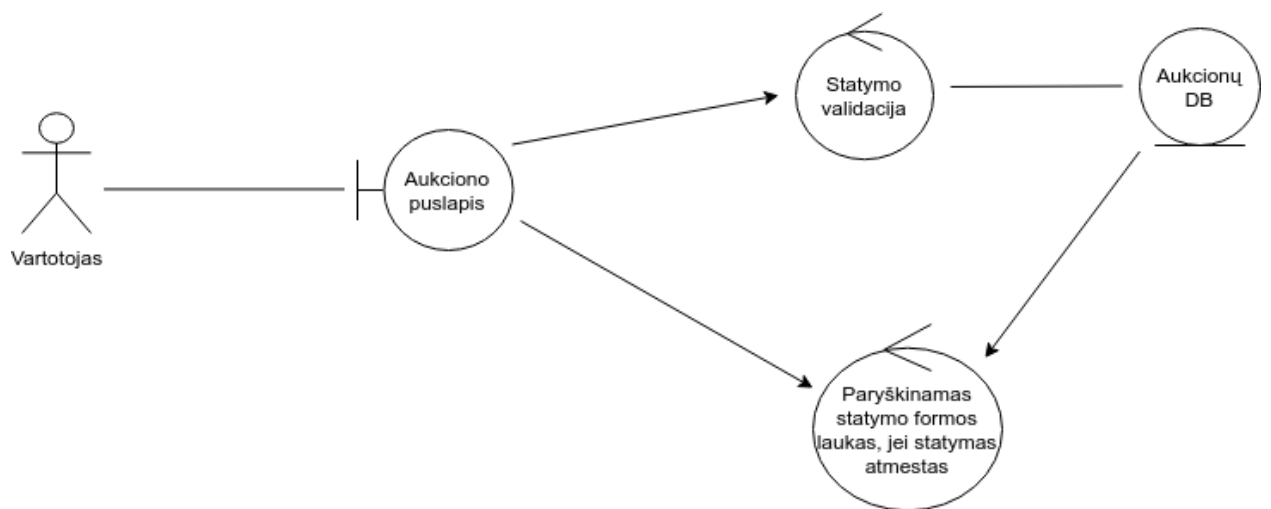 Vartotojas
Aukciono
puslapis
Statymo
validacija
Aukcionų
DB
Paryškinamas
statymo formos
laukas, jei statymas
atmestas